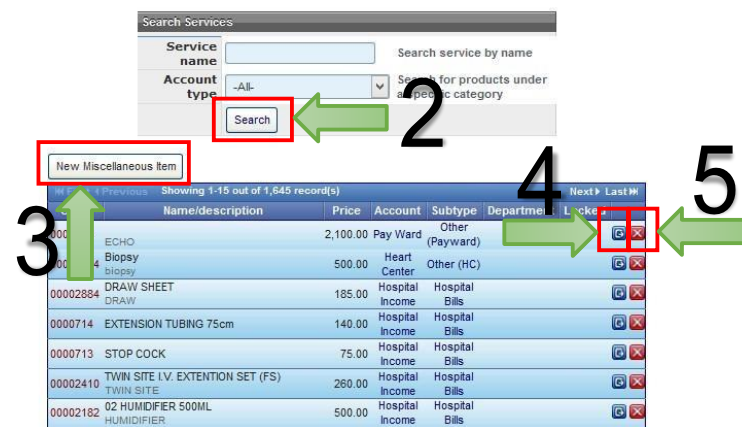 Search Services
Service name
Search service by name
Account type
-All-
Search for products under
a specific category
Search
2
New Miscellaneous Item
Previous Showing 1-15 out of 1,645 record(s) Next Last
Name/description Price Account Subtype Department Locked
3
4
5
ECHO 2,100.00 Pay Ward Other (Payward)
Biopsy
biopsy 500.00 Heart Center Other (HC)
00002884 DRAW SHEET
DRAW 185.00 Hospital Income Hospital Bills
0000714 EXTENSION TUBING 75cm 140.00 Hospital Income Hospital Bills
0000713 STOP COCK 75.00 Hospital Income Hospital Bills
00002410 TWIN SITE I.V. EXTENTION SET (FS)
TWIN SITE 260.00 Hospital Income Hospital Bills
00002182 02 HUMIDIFIER 500ML
HUMIDIFIER 500.00 Hospital Income Hospital Bills